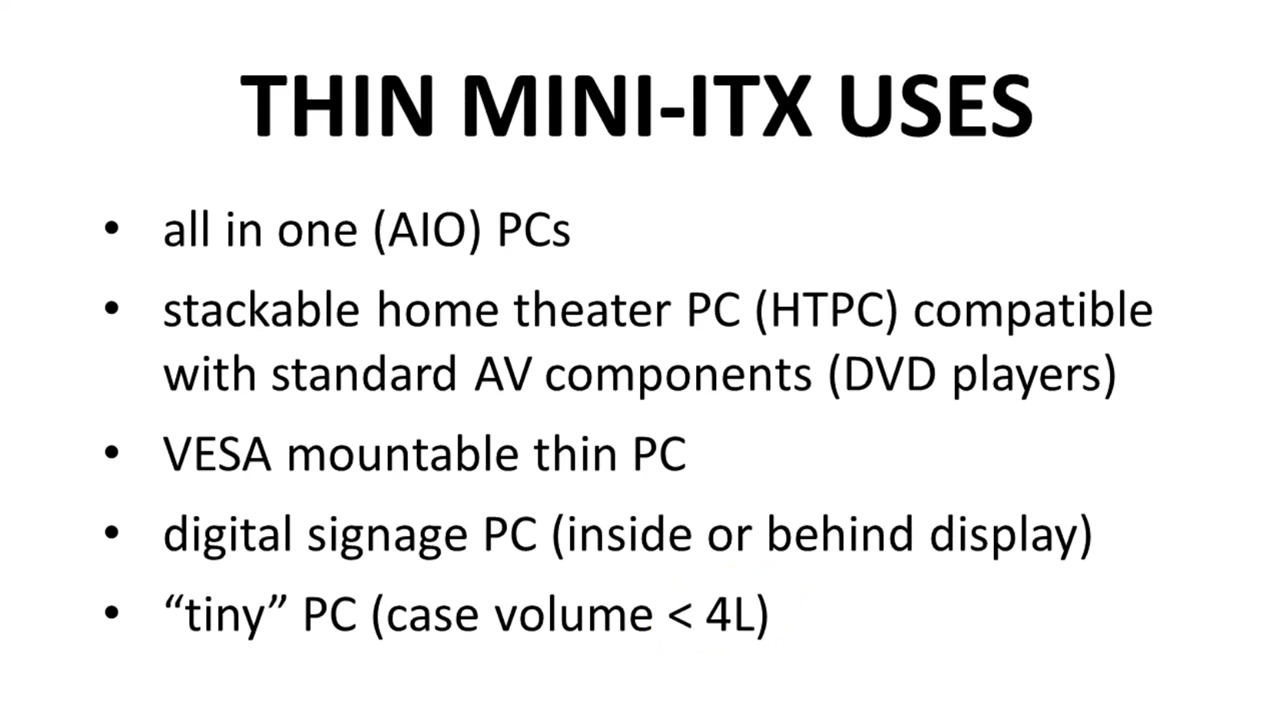 THIN MINI-ITX USES
• all in one (AIO) PCs
• stackable home theater PC (HTPC) compatible
with standard AV components (DVD players)
• VESA mountable thin PC
• digital signage PC (inside or behind display)
• “tiny” PC (case volume < 4L)